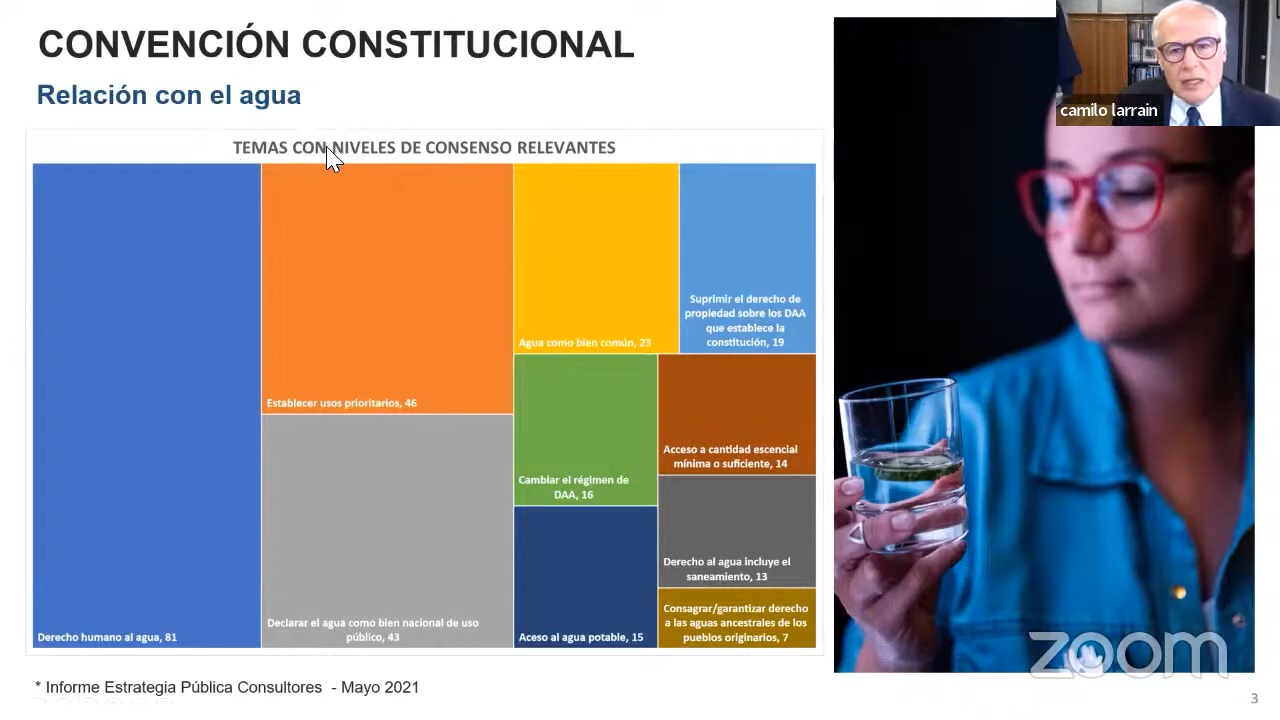 CONVENCIÓN CONSTITUCIONAL
Relación con el agua
camilo larrain
TEMAS CON NIVELES DE CONSENSO RELEVANTES
Derecho humano al agua, 81
Establecer usos prioritarios, 46
Declarar el agua como bien nacional de uso
público, 43
Agua como bien común, 23
Suprimir el derecho de
propiedad sobre los DAA
que establece la
constitución, 19
Cambiar el régimen de
DAA, 16
Aceso al agua potable, 15
Acceso a cantidad escencial
mínima o suficiente, 14
Derecho al agua incluye el
saneamiento, 13
Consagrar/garantizar derecho
a las aguas ancestrales de los
pueblos originarios, 7
* Informe Estrategia Pública Consultores - Mayo 2021
zoom
3